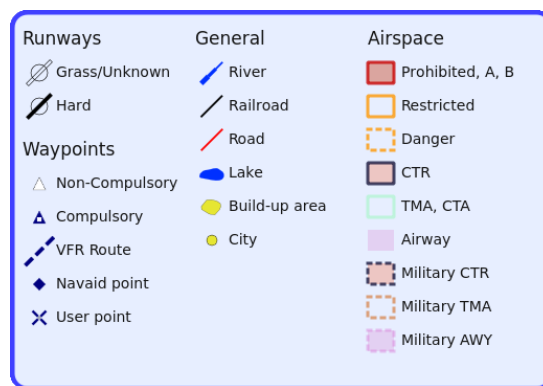 Runways
Grass/Unknown
Hard
Waypoints
Non-Compulsory
Compulsory
VFR Route
Navaid point
User point
General
River
Railroad
Road
Lake
Build-up area
City
Airspace
Prohibited, A, B
Restricted
Danger
CTR
TMA, CTA
Airway
Military CTR
Military TMA
Military AWY